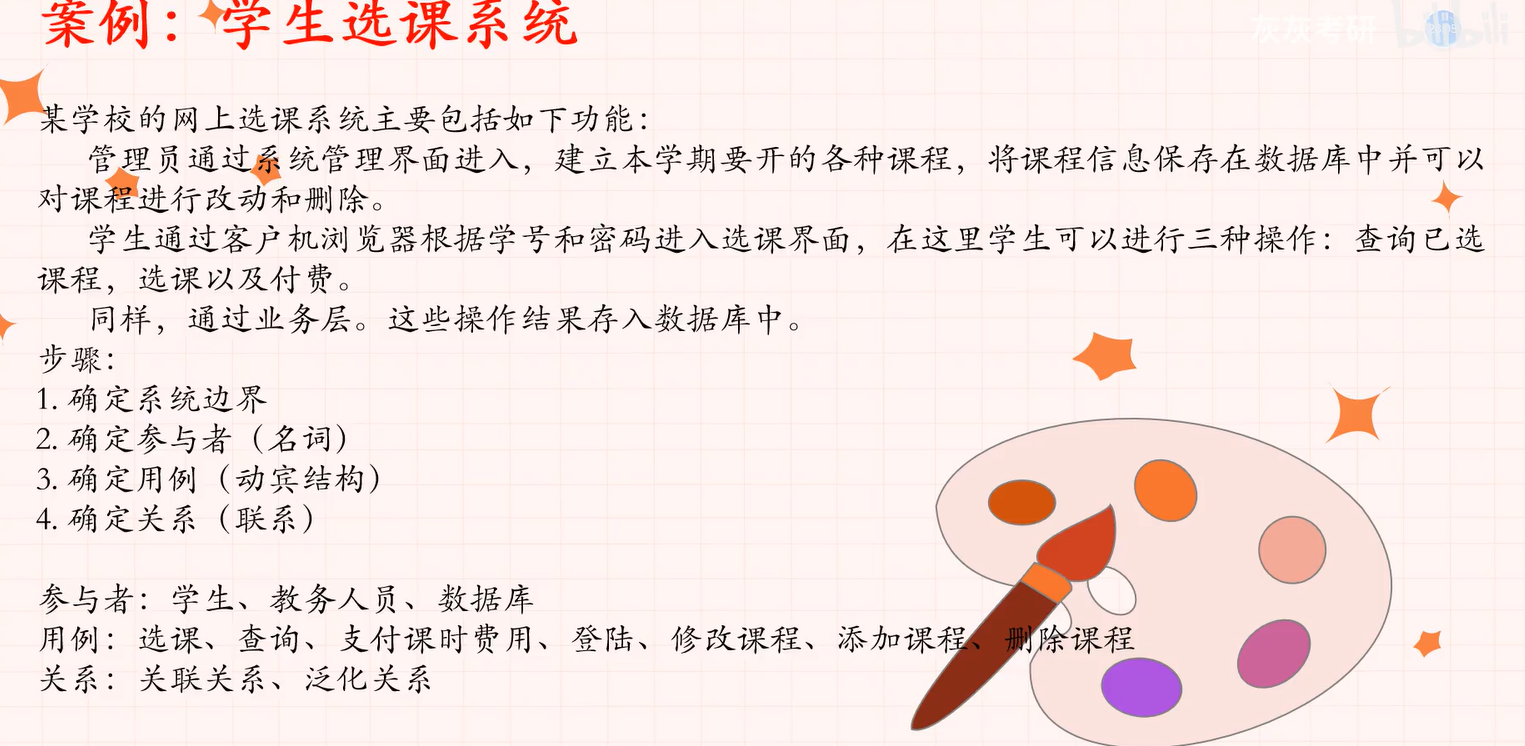 案例：学生选课系统
灰灰考研
bilibili
某学校的网上选课系统主要包括如下功能：
管理员通过系统管理界面进入，建立本学期要开的各种课程，将课程信息保存在数据库中并可以
对课程进行改动和删除。
学生通过客户机浏览器根据学号和密码进入选课界面，在这里学生可以进行三种操作：查询已选
课程，选课以及付费。
同样，通过业务层。这些操作结果存入数据库中。
步骤：
1. 确定系统边界
2. 确定参与者（名词）
3. 确定用例（动宾结构）
4. 确定关系（联系）
参与者：学生、教务人员、数据库
用例：选课、查询、支付课时费用、登陆、修改课程、添加课程、删除课程
关系：关联关系、泛化关系